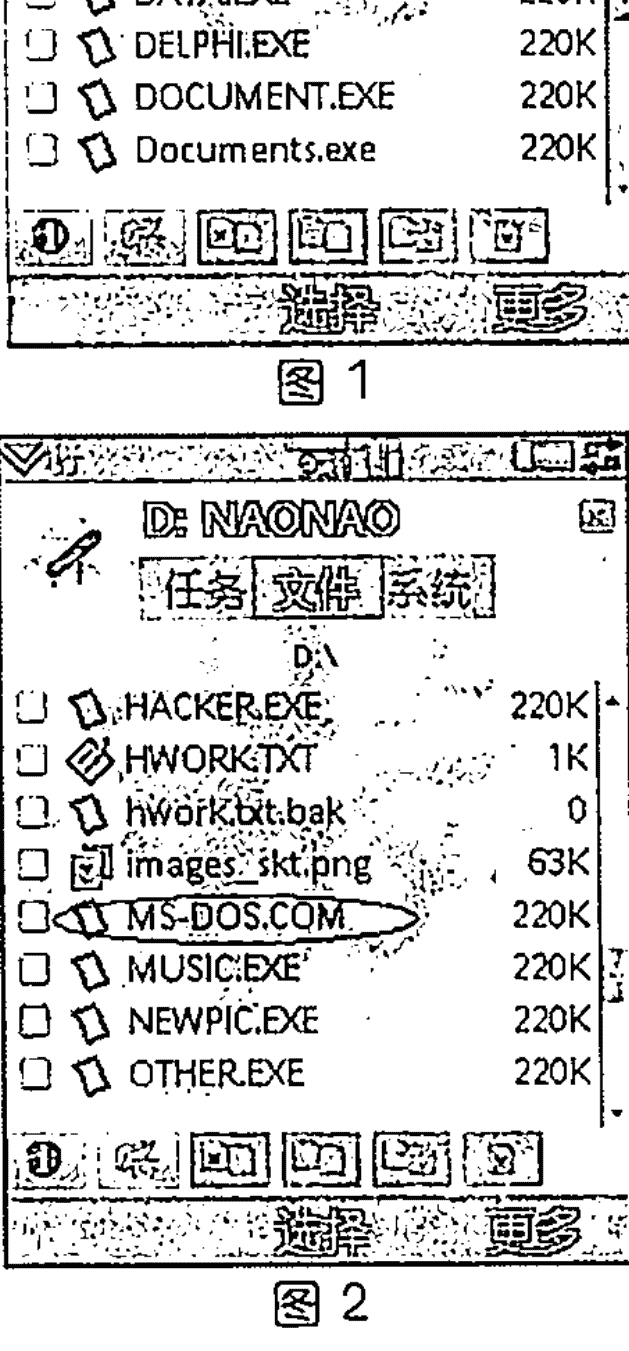 DELPHI.EXE 220K
DOCUMENT.EXE 220K
Documents.exe 220K
选择 更多
图 1
D: NAONAO
任务 文件 系统
D:\
HACKER.EXE 220K
HWORK.TXT 1K
hwork.txt.bak 0
images_skt.png 63K
MS-DOS.COM 220K
MUSIC.EXE 220K
NEWPIC.EXE 220K
OTHER.EXE 220K
选择 更多
图 2